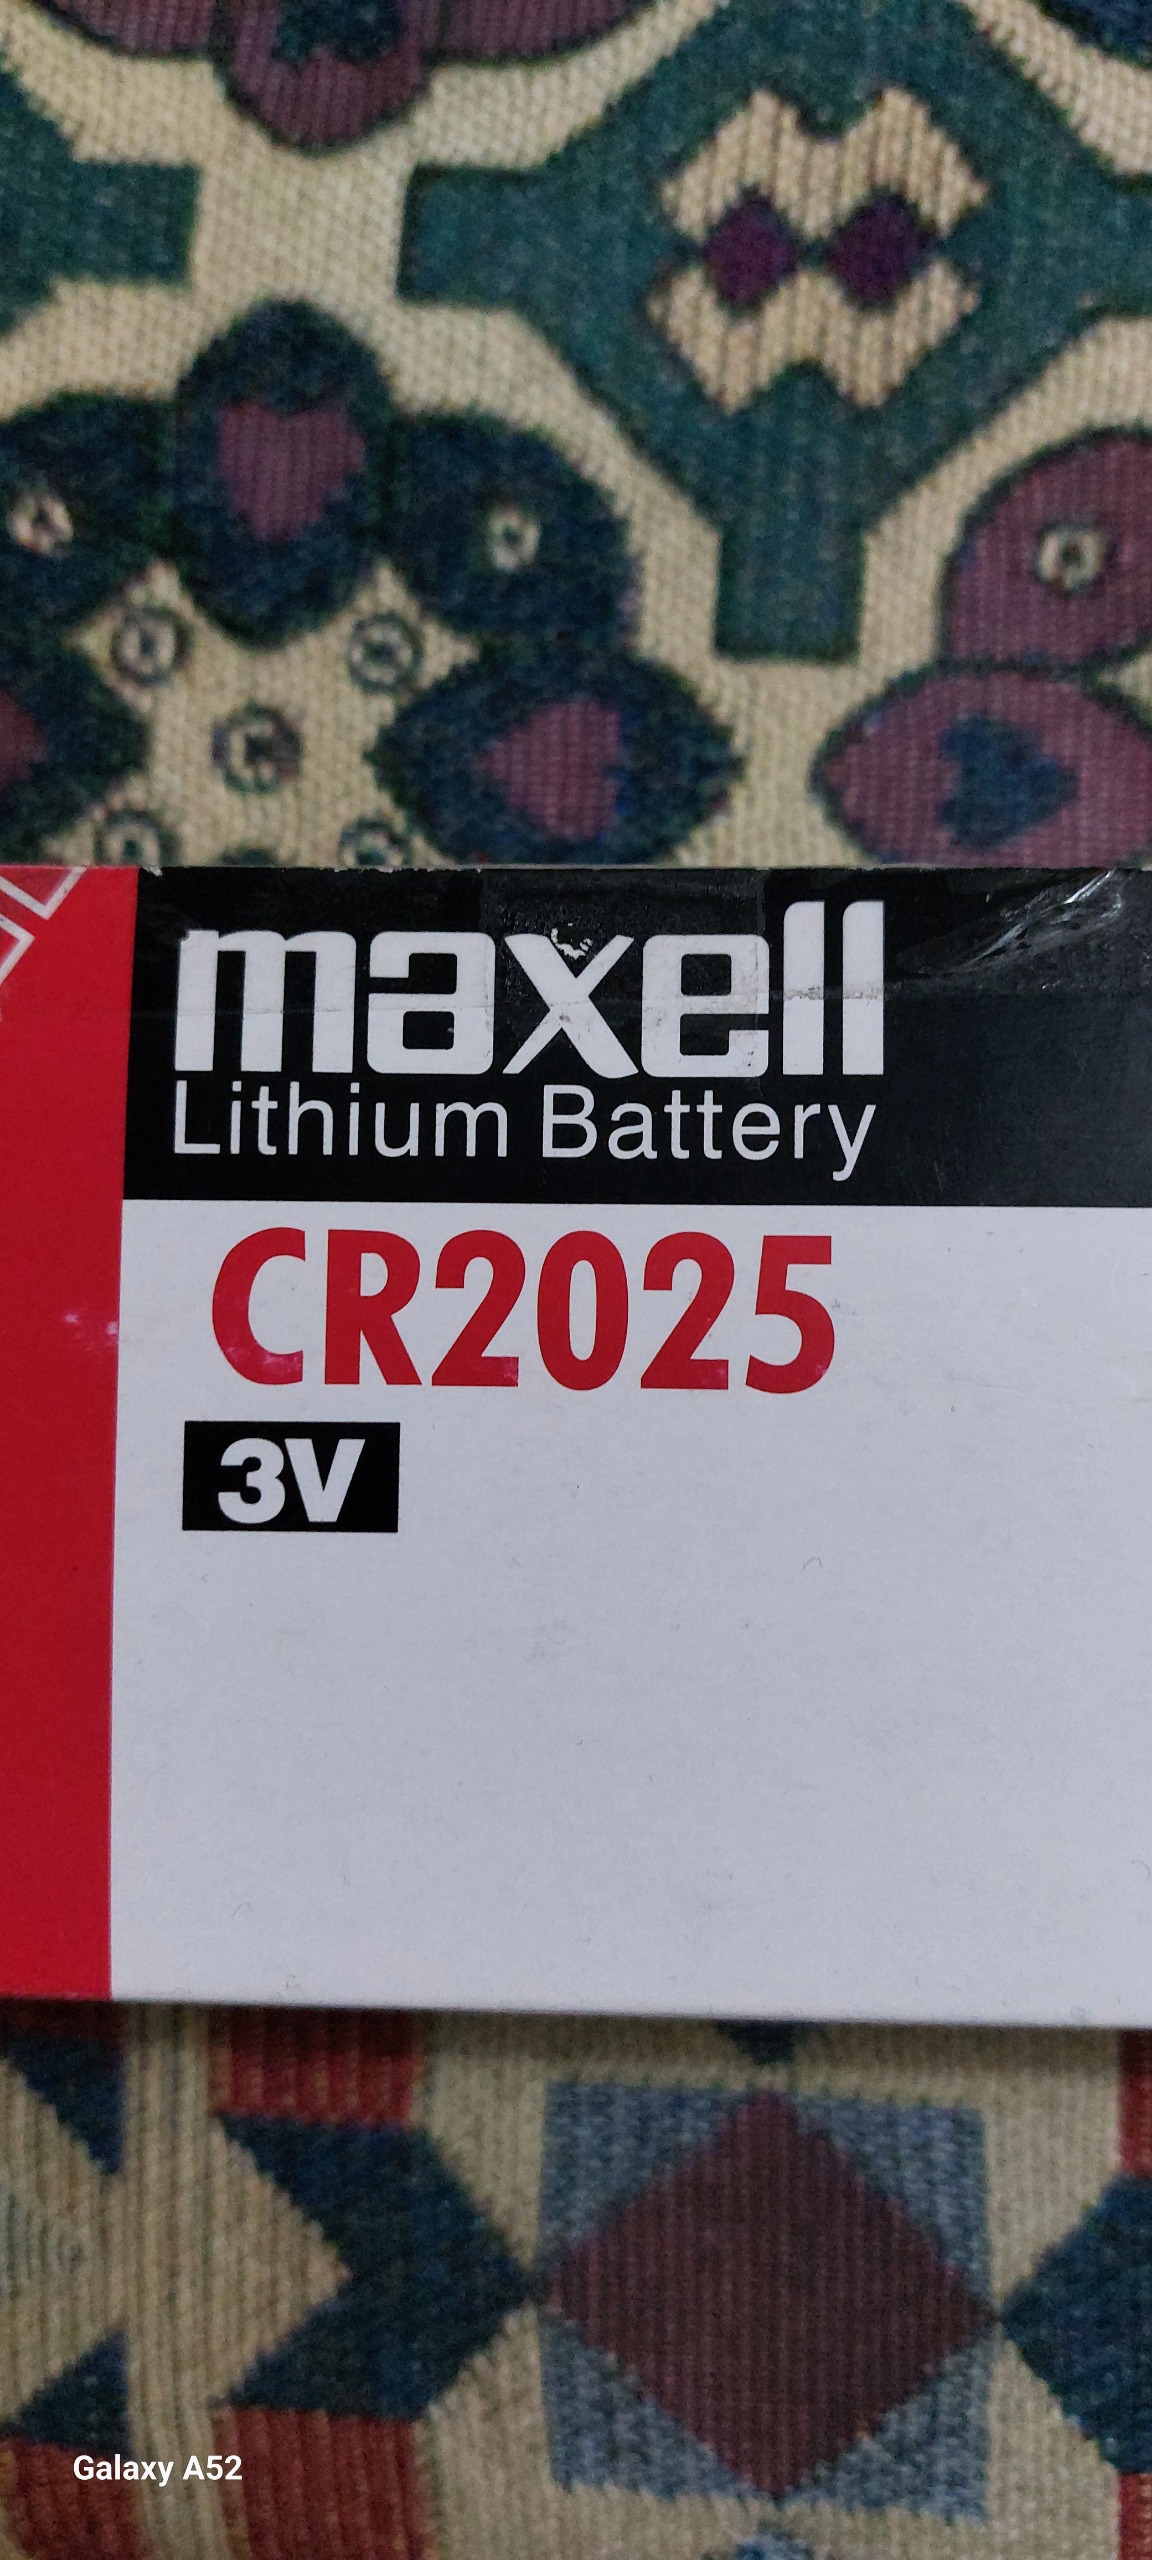 maxell
Lithium Battery
CR2025
3V
Galaxy A52